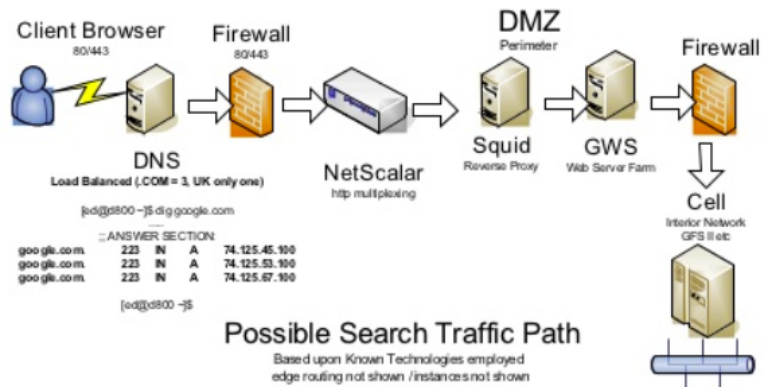 Client Browser
80/443
Firewall
80/443
DMZ
Perimeter
Firewall
DNS
Load Balanced (.COM = 3, UK only one)
NetScalar
http multiplexing
Squid
Reverse Proxy
GWS
Web Server Farm
Cell
Interior Network
GFS II etc
[ed@d800 ~]$ dig google.com
;; ANSWER SECTION:
google.com. 223 IN A 74.125.45.100
google.com. 223 IN A 74.125.53.100
google.com. 223 IN A 74.125.67.100
[ed@d800 ~]$
Possible Search Traffic Path
Based upon Known Technologies employed
edge routing not shown / instances not shown